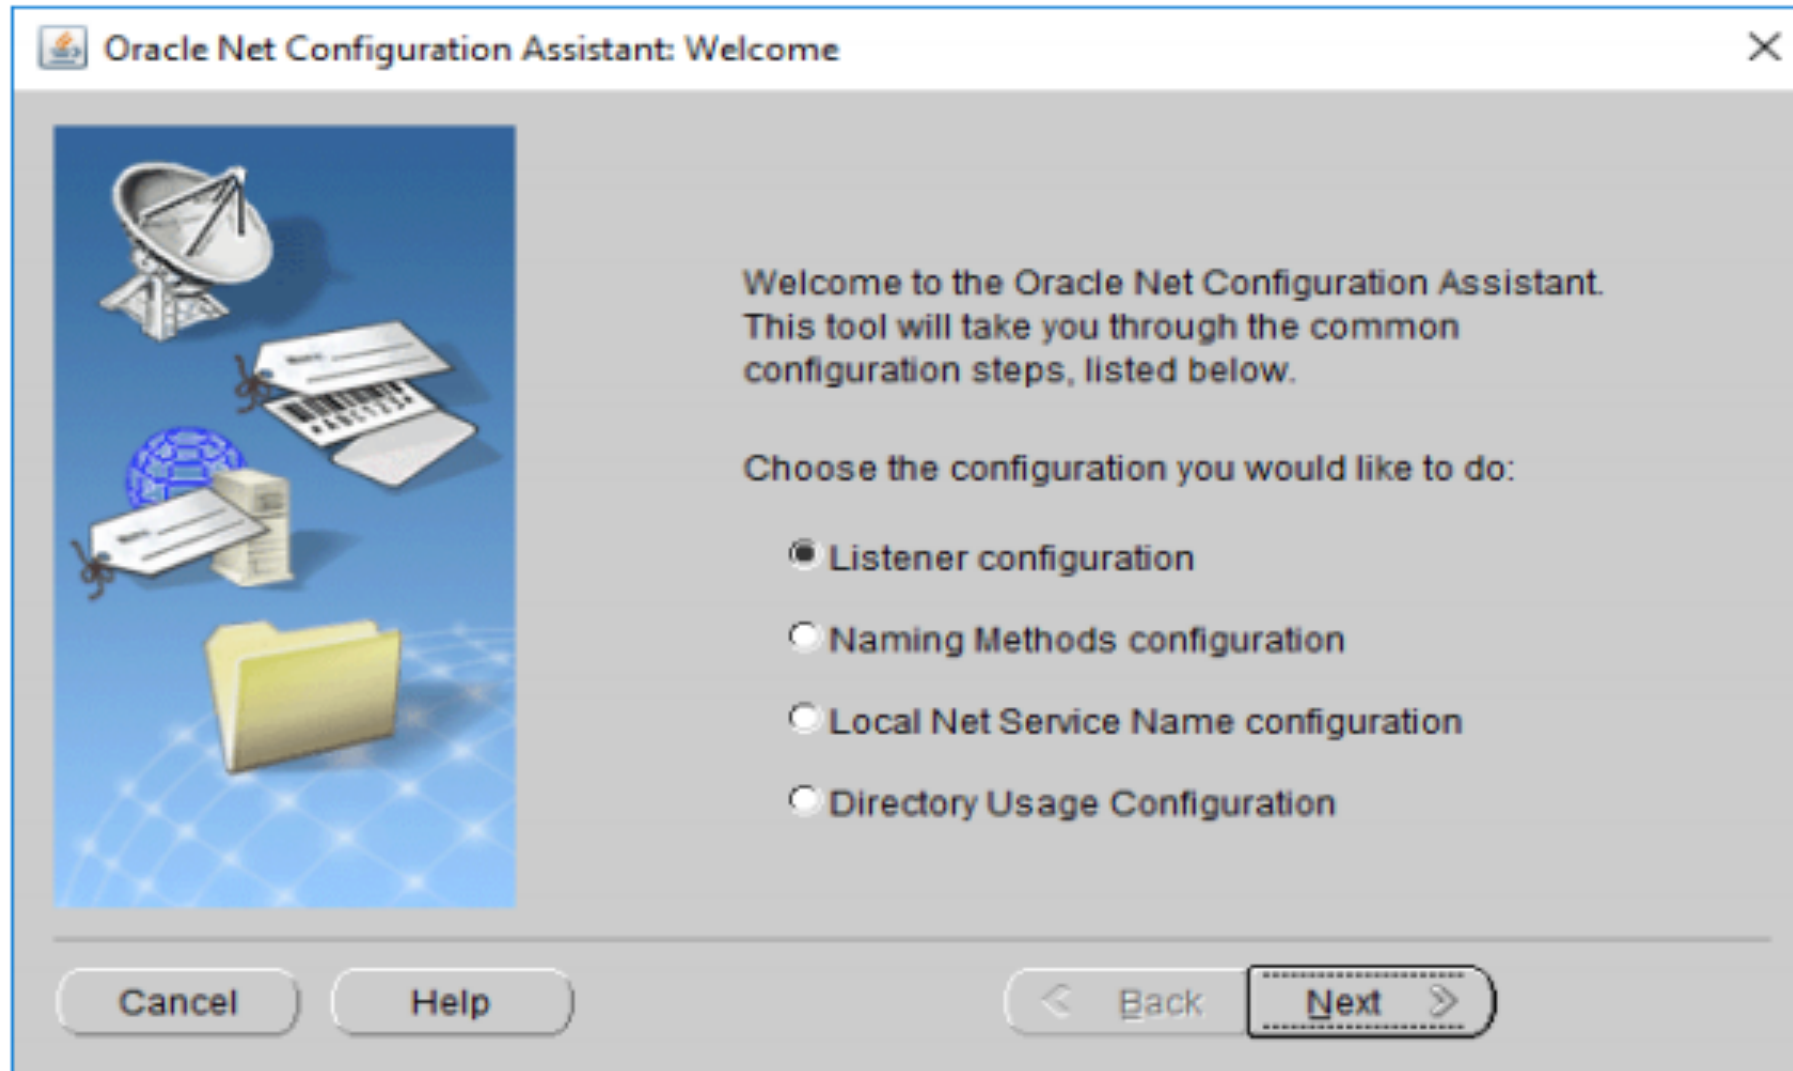 Oracle Net Configuration Assistant: Welcome
Welcome to the Oracle Net Configuration Assistant.
This tool will take you through the common
configuration steps, listed below.
Choose the configuration you would like to do:
Listener configuration
Naming Methods configuration
Local Net Service Name configuration
Directory Usage Configuration
Cancel
Help
Back
Next